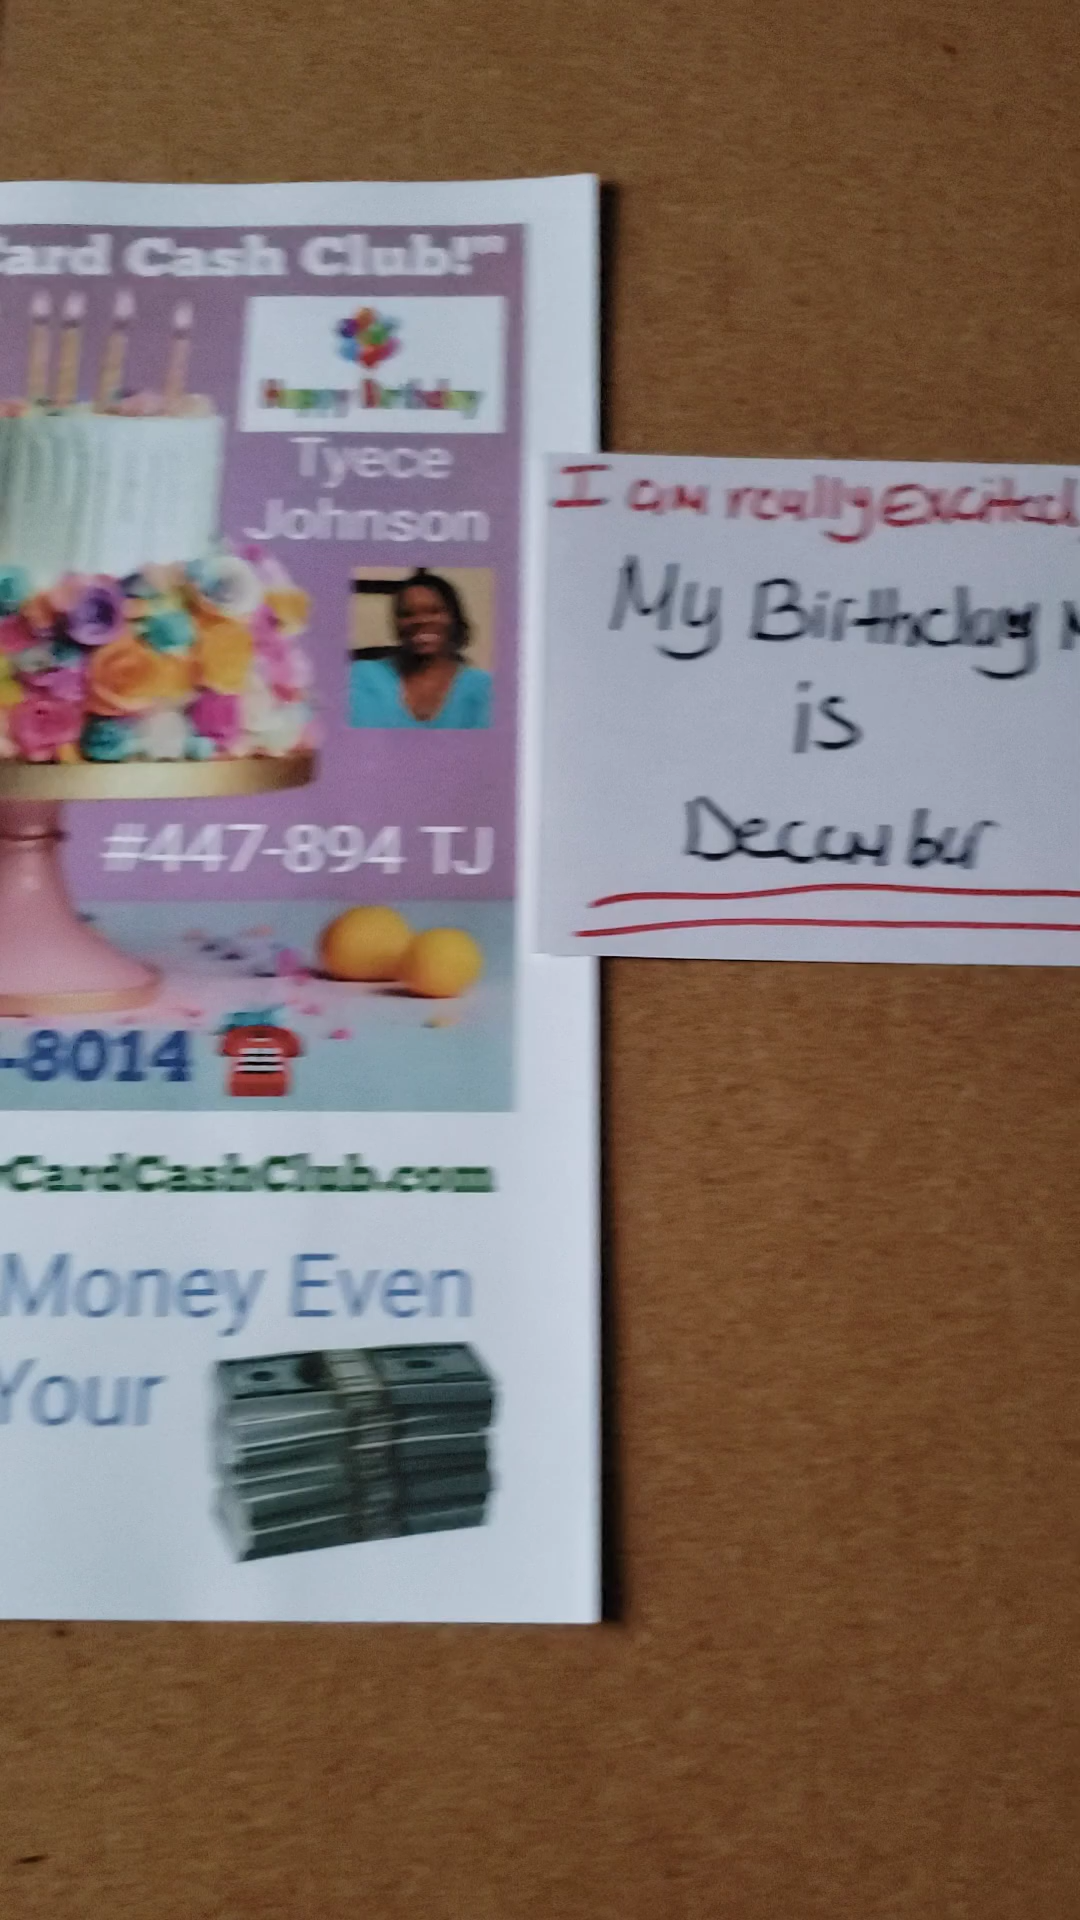 ard Cash Club!"
Happy Birthday
Tyece
Johnson
#447-894 TJ
-8014
CardCashClub.com
Money Even
Your
I am really Excited
My Birthday
is
December